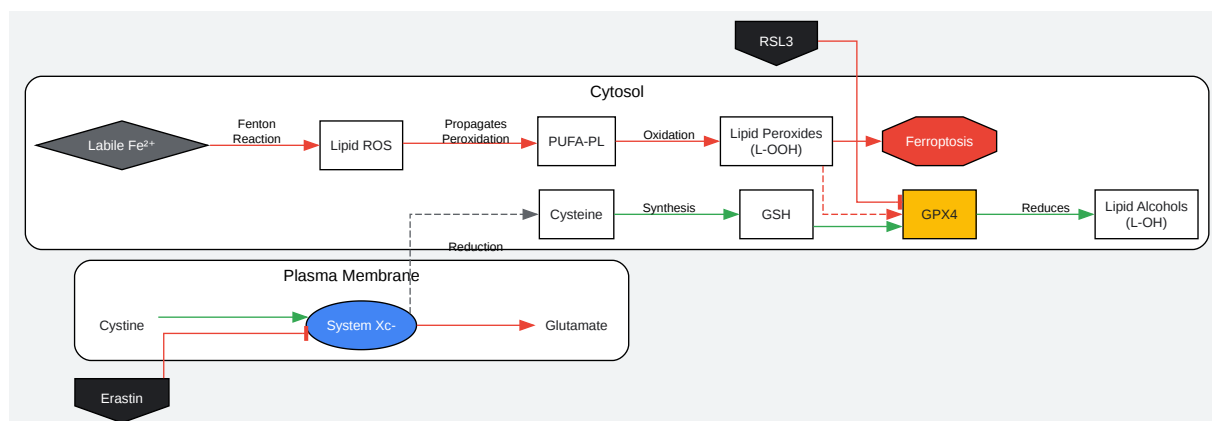 RSL3
Cytosol
Labile Fe²⁺
Fenton
Reaction
Lipid ROS
Propagates
Peroxidation
PUFA-PL
Oxidation
Lipid Peroxides
(L-OOH)
Ferroptosis
Cysteine
Synthesis
GSH
GPX4
Reduces
Lipid Alcohols
(L-OH)
Reduction
Plasma Membrane
Cystine
System Xc-
Glutamate
Erastin